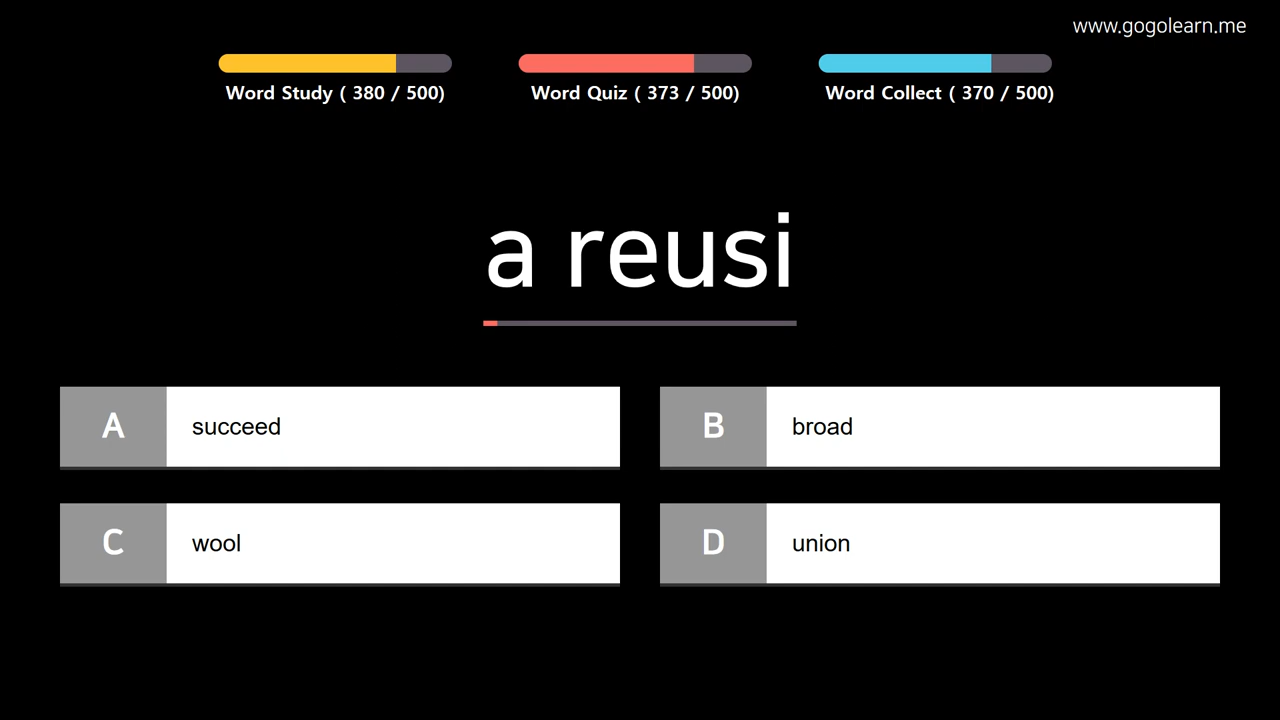 www.gogolearn.me
Word Study ( 380 / 500)
Word Quiz ( 373 / 500)
Word Collect ( 370 / 500)
a reusi
A succeed
B broad
C wool
D union